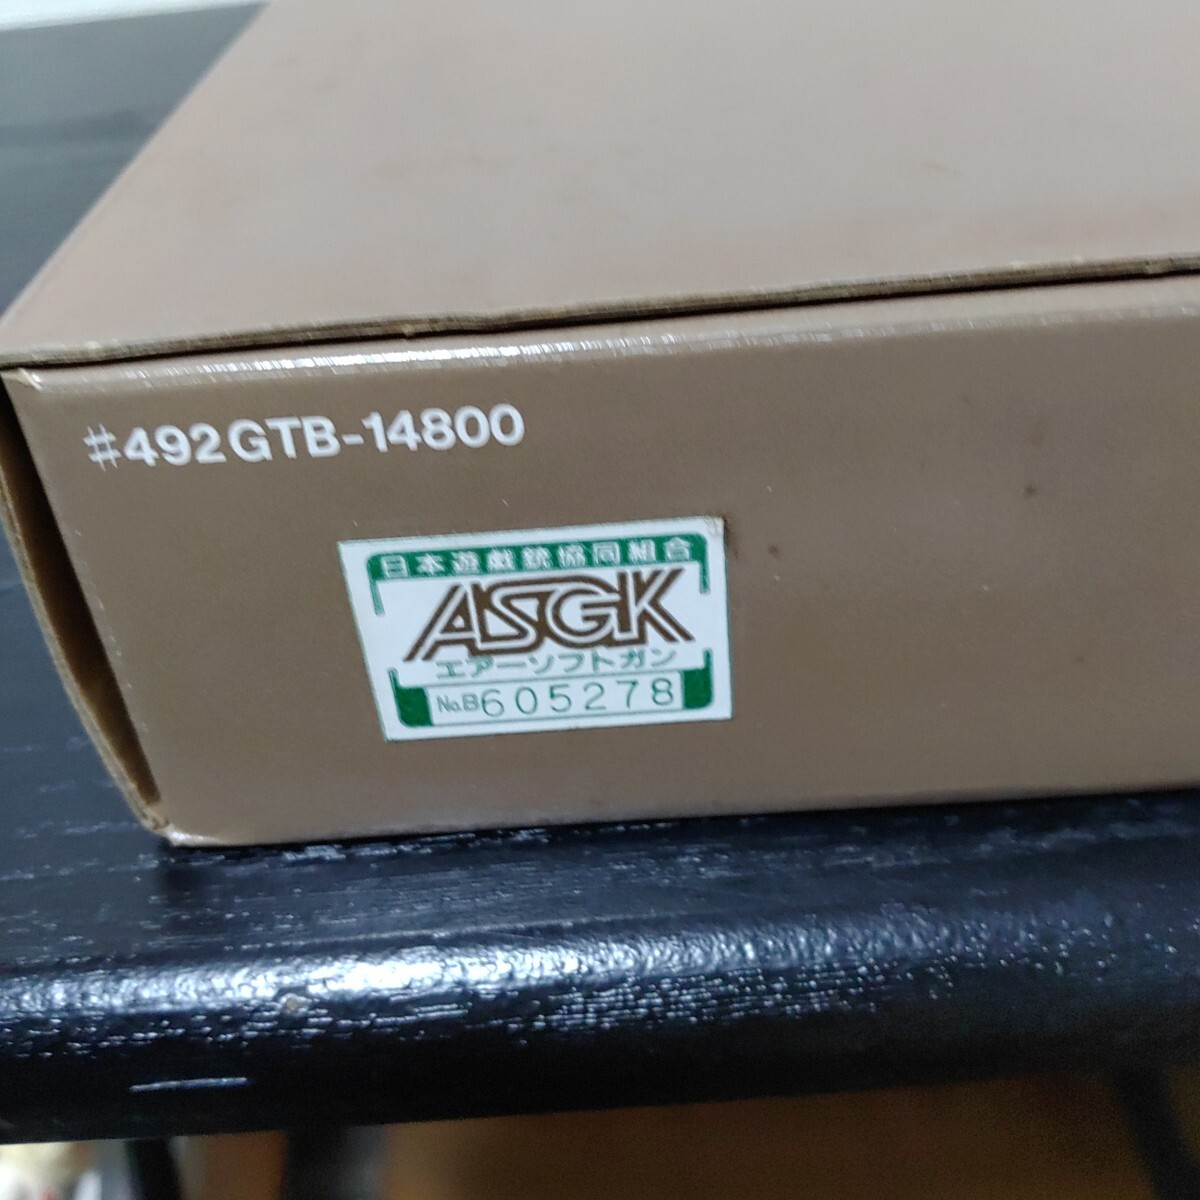 #492GTB-14800
日本遊戯銃協同組合
ASGK
エアーソフトガン
No.B605278